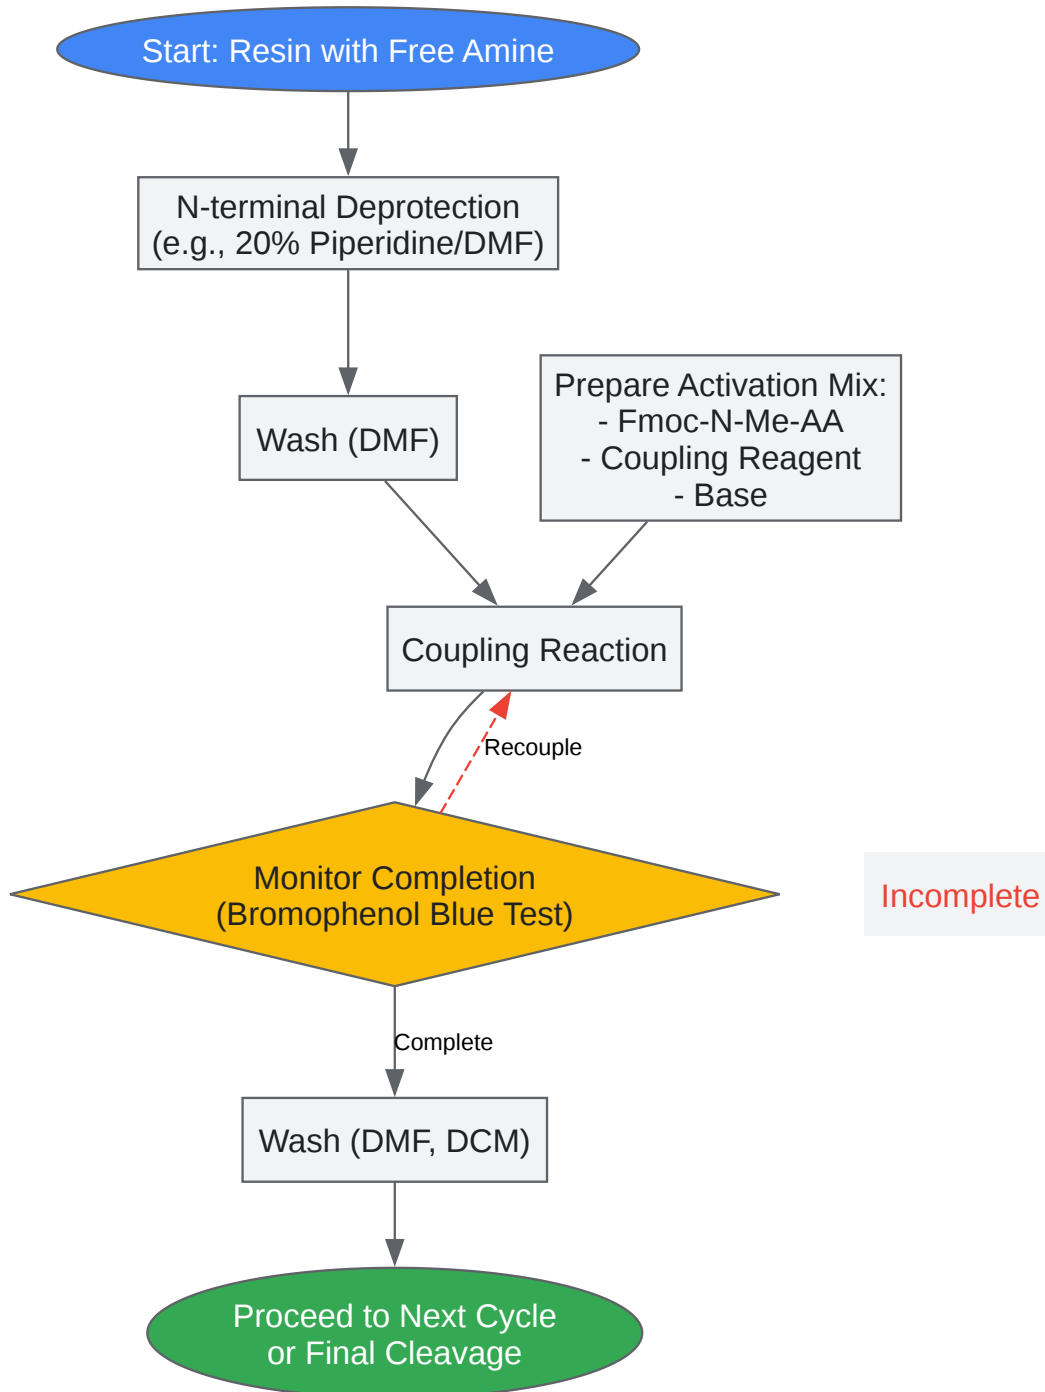 Start: Resin with Free Amine
N-terminal Deprotection
(e.g., 20% Piperidine/DMF)
Wash (DMF)
Prepare Activation Mix:
- Fmoc-N-Me-AA
- Coupling Reagent
- Base
Coupling Reaction
Recouple
Monitor Completion
(Bromophenol Blue Test)
Incomplete
Complete
Wash (DMF, DCM)
Proceed to Next Cycle
or Final Cleavage